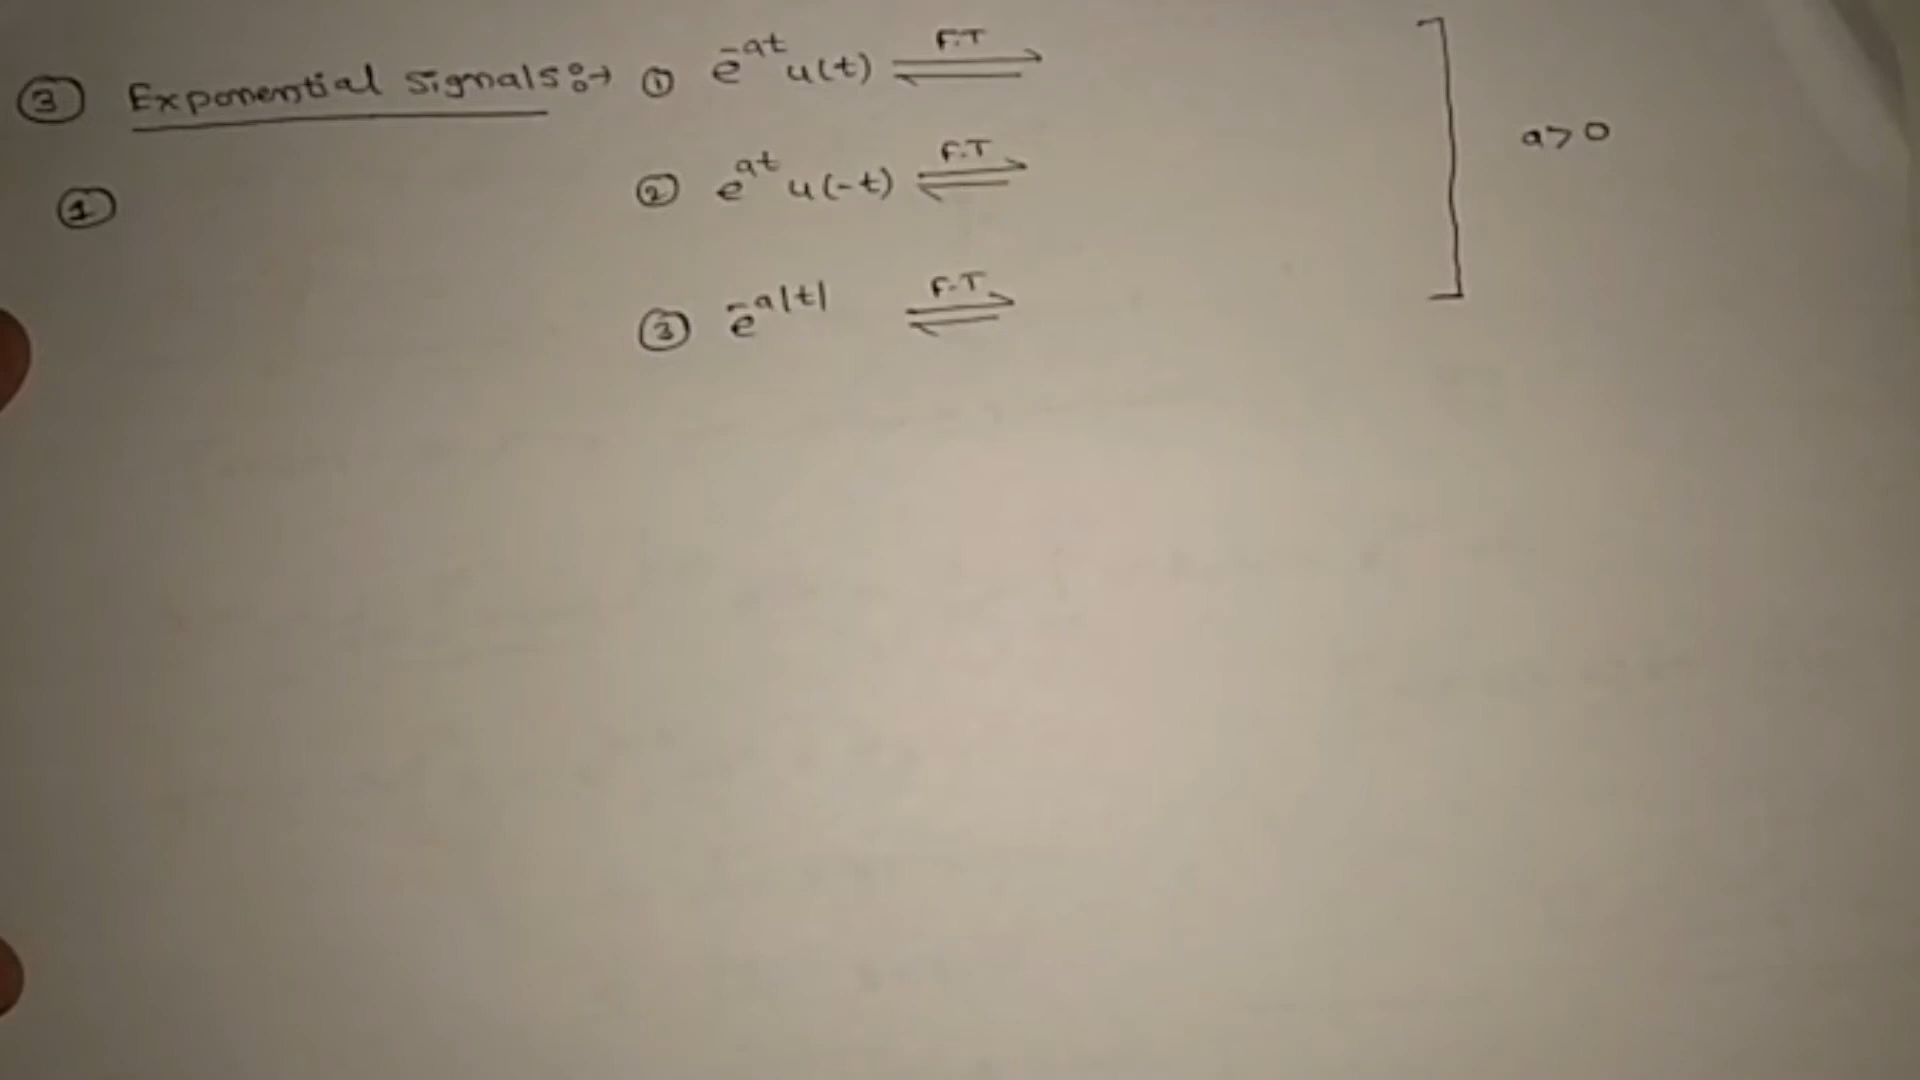 ③ Exponential signals:→ ① e^-at u(t) ⇌ F.T
① ② e^at u(-t) ⇌ F.T
③ e^-a|t| ⇌ F.T
] a>0